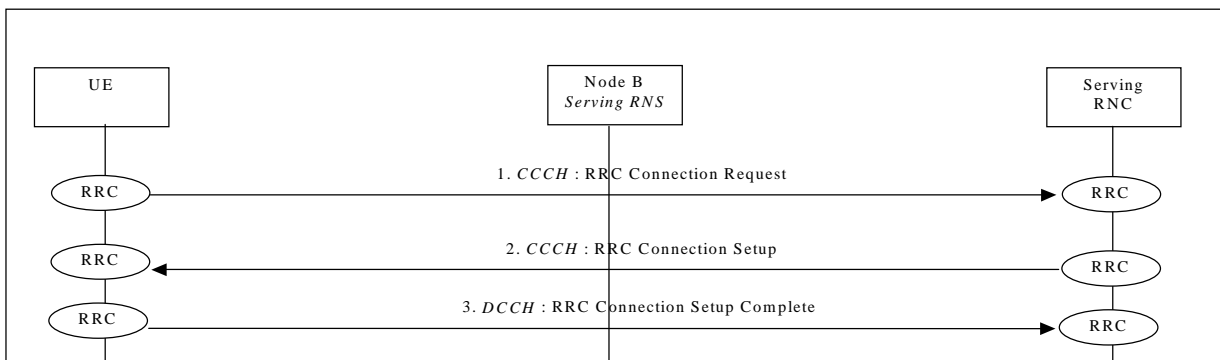 UE
Node B
Serving RNS
Serving
RNC
1. CCCH : RRC Connection Request
RRC
RRC
2. CCCH : RRC Connection Setup
RRC
RRC
3. DCCH : RRC Connection Setup Complete
RRC
RRC